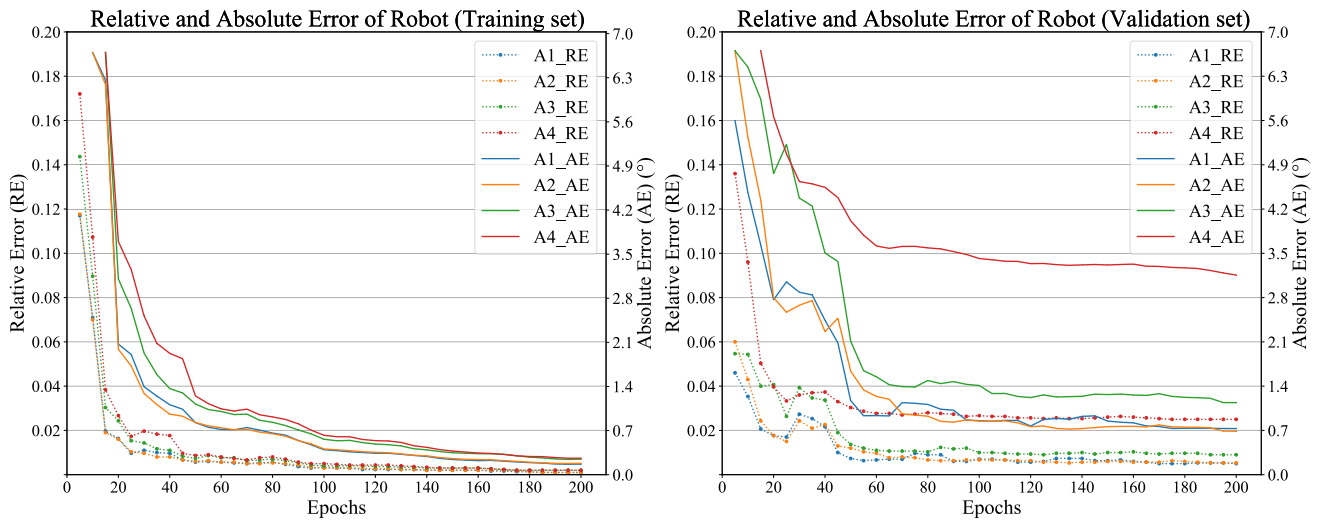 Relative and Absolute Error of Robot (Training set)
0.20
0.18
0.16
0.14
0.12
0.10
0.08
0.06
0.04
0.02
Relative Error (RE)
7.0
6.3
5.6
4.9
4.2
3.5
2.8
2.1
1.4
0.7
0.0
Absolute Error (AE) (°)
A1_RE
A2_RE
A3_RE
A4_RE
A1_AE
A2_AE
A3_AE
A4_AE
0 20 40 60 80 100 120 140 160 180 200
Epochs
Relative and Absolute Error of Robot (Validation set)
0.20
0.18
0.16
0.14
0.12
0.10
0.08
0.06
0.04
0.02
Relative Error (RE)
7.0
6.3
5.6
4.9
4.2
3.5
2.8
2.1
1.4
0.7
0.0
Absolute Error (AE) (°)
A1_RE
A2_RE
A3_RE
A4_RE
A1_AE
A2_AE
A3_AE
A4_AE
0 20 40 60 80 100 120 140 160 180 200
Epochs